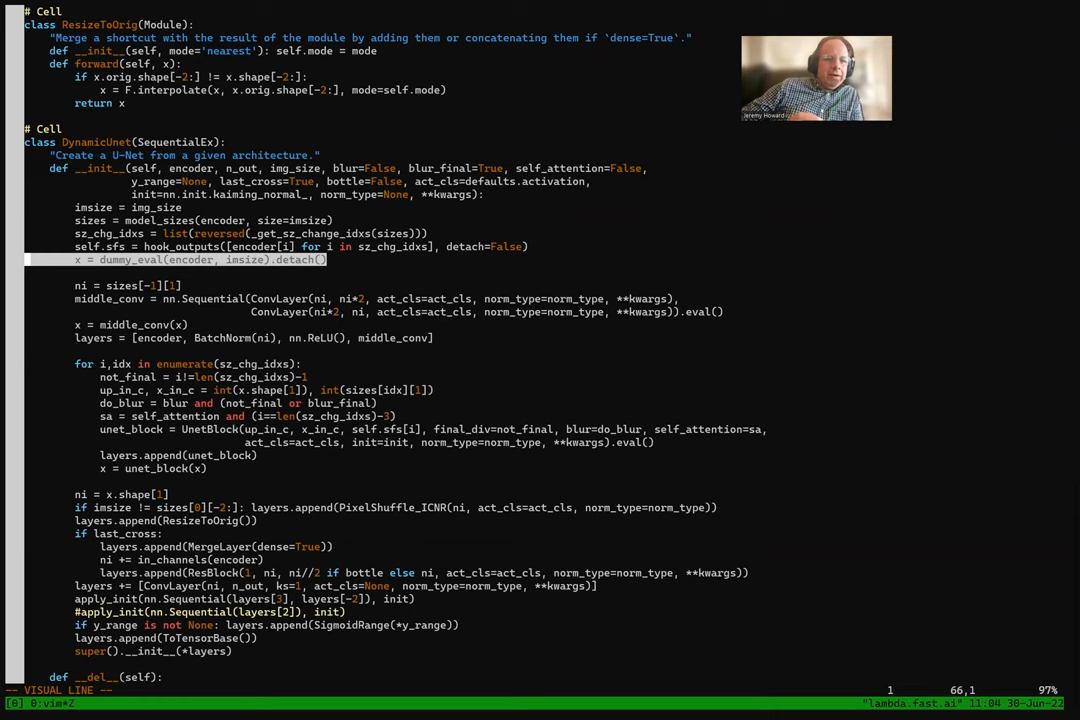 # Cell
class ResizeToOrig(Module):
    "Merge a shortcut with the result of the module by adding them or concatenating them if `dense=True`."
    def __init__(self, mode='nearest'): self.mode = mode
    def forward(self, x):
        if x.orig.shape[-2:] != x.shape[-2:]:
            x = F.interpolate(x, x.orig.shape[-2:], mode=self.mode)
        return x
Jeremy Howard
# Cell
class DynamicUnet(SequentialEx):
    "Create a U-Net from a given architecture."
    def __init__(self, encoder, n_out, img_size, blur=False, blur_final=True, self_attention=False,
                 y_range=None, last_cross=True, bottle=False, act_cls=defaults.activation,
                 init=nn.init.kaiming_normal_, norm_type=None, **kwargs):
        imsize = img_size
        sizes = model_sizes(encoder, size=imsize)
        sz_chg_idxs = list(reversed(_get_sz_change_idxs(sizes)))
        self.sfs = hook_outputs([encoder[i] for i in sz_chg_idxs], detach=False)
        x = dummy_eval(encoder, imsize).detach()
        ni = sizes[-1][1]
        middle_conv = nn.Sequential(ConvLayer(ni, ni*2, act_cls=act_cls, norm_type=norm_type, **kwargs),
                                    ConvLayer(ni*2, ni, act_cls=act_cls, norm_type=norm_type, **kwargs)).eval()
        x = middle_conv(x)
        layers = [encoder, BatchNorm(ni), nn.ReLU(), middle_conv]
        for i,idx in enumerate(sz_chg_idxs):
            not_final = i!=len(sz_chg_idxs)-1
            up_in_c, x_in_c = int(x.shape[1]), int(sizes[idx][1])
            do_blur = blur and (not_final or blur_final)
            sa = self_attention and (i==len(sz_chg_idxs)-3)
            unet_block = UnetBlock(up_in_c, x_in_c, self.sfs[i], final_div=not_final, blur=do_blur, self_attention=sa,
                                   act_cls=act_cls, init=init, norm_type=norm_type, **kwargs).eval()
            layers.append(unet_block)
            x = unet_block(x)
        ni = x.shape[1]
        if imsize != sizes[0][-2:]: layers.append(PixelShuffle_ICNR(ni, act_cls=act_cls, norm_type=norm_type))
        layers.append(ResizeToOrig())
        if last_cross:
            layers.append(MergeLayer(dense=True))
            ni += in_channels(encoder)
            layers.append(ResBlock(1, ni, ni//2 if bottle else ni, act_cls=act_cls, norm_type=norm_type, **kwargs))
        layers += [ConvLayer(ni, n_out, ks=1, act_cls=None, norm_type=norm_type, **kwargs)]
        apply_init(nn.Sequential(layers[3], layers[-2]), init)
        #apply_init(nn.Sequential(layers[2]), init)
        if y_range is not None: layers.append(SigmoidRange(*y_range))
        layers.append(ToTensorBase())
        super().__init__(*layers)
    def __del__(self):
-- VISUAL LINE -- 1 66,1 97%
[0] 0:vim*Z "lambda.fast.ai" 11:04 30-Jun-22